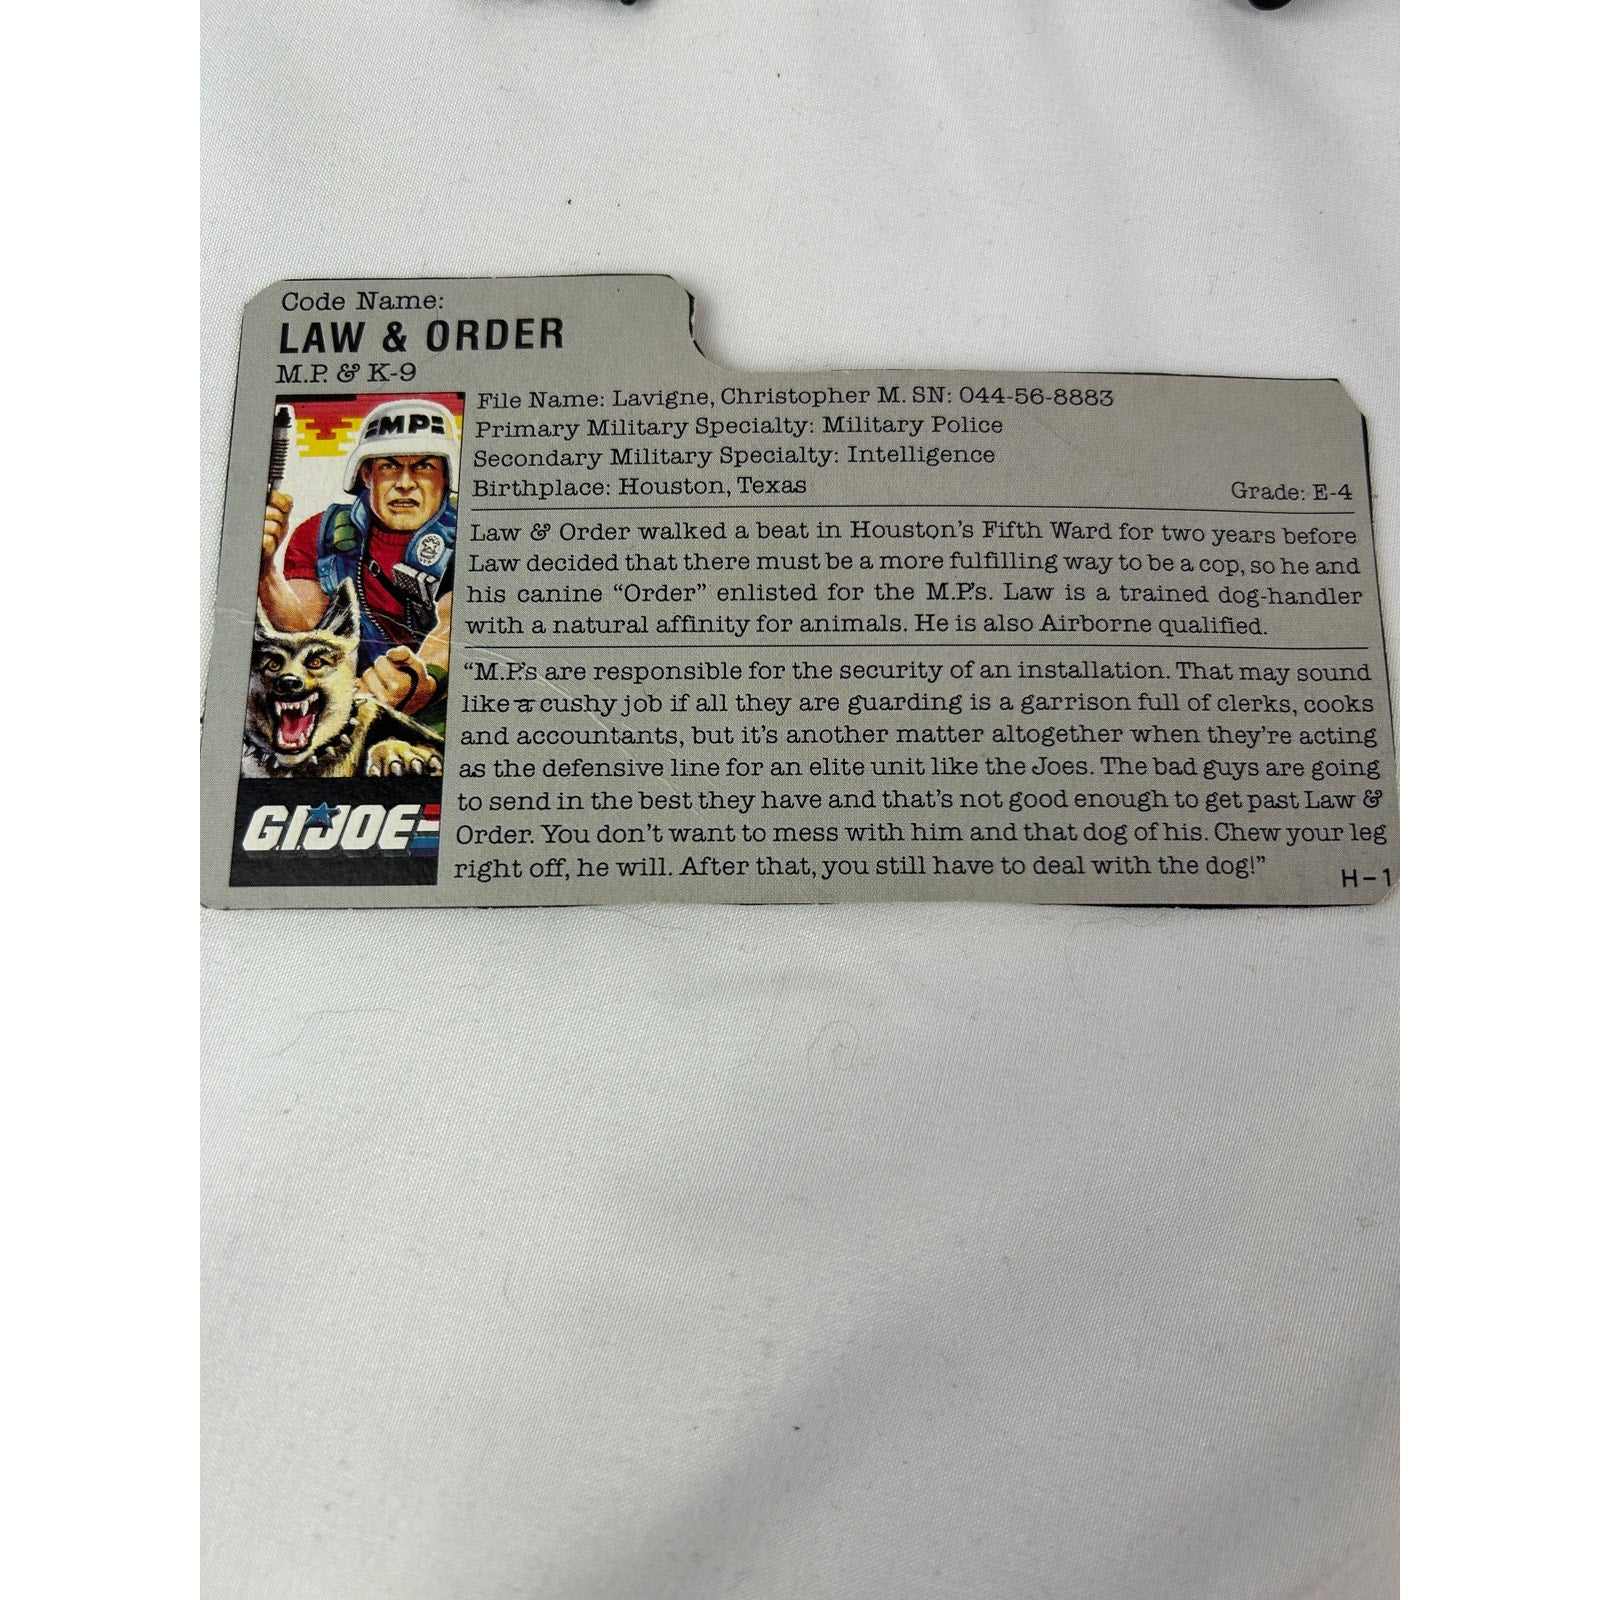 Code Name:
LAW & ORDER
M.P. & K-9
MP
File Name: Lavigne, Christopher M. SN: 044-56-8883
Primary Military Specialty: Military Police
Secondary Military Specialty: Intelligence
Birthplace: Houston, Texas
Grade: E-4
Law & Order walked a beat in Houston's Fifth Ward for two years before
Law decided that there must be a more fulfilling way to be a cop, so he and
his canine "Order" enlisted for the M.P.'s. Law is a trained dog-handler
with a natural affinity for animals. He is also Airborne qualified.
"M.P.'s are responsible for the security of an installation. That may sound
like a cushy job if all they are guarding is a garrison full of clerks, cooks
and accountants, but it's another matter altogether when they're acting
as the defensive line for an elite unit like the Joes. The bad guys are going
to send in the best they have and that's not good enough to get past Law &
Order. You don't want to mess with him and that dog of his. Chew your leg
right off, he will. After that, you still have to deal with the dog!"
G.I. JOE
H-1